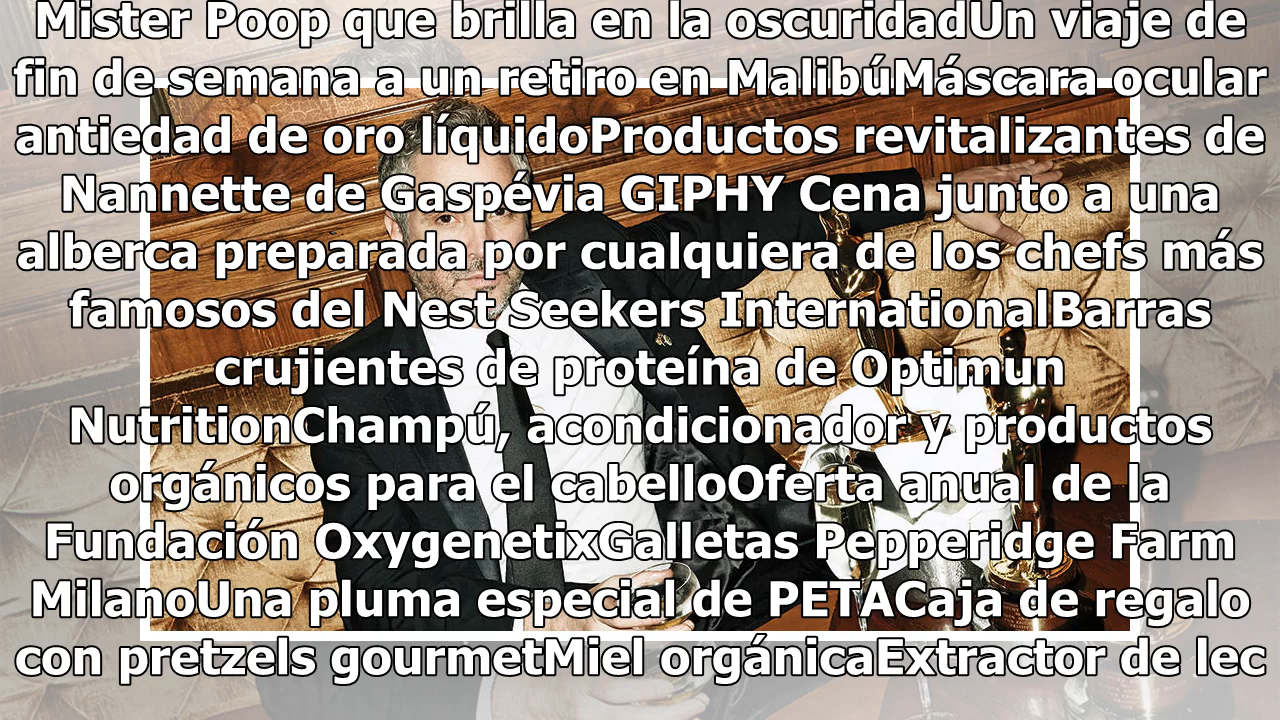 Mister Poop que brilla en la oscuridadUn viaje de
fin de semana a un retiro en MalibúMáscara ocular
antiedad de oro líquidoProductos revitalizantes de
Nannette de Gaspévia GIPHY Cena junto a una
alberca preparada por cualquiera de los chefs más
famosos del Nest Seekers InternationalBarras
crujientes de proteína de Optimun
NutritionChampú, acondicionador y productos
orgánicos para el cabelloOferta anual de la
Fundación OxygenetixGalletas Pepperidge Farm
MilanoUna pluma especial de PETACaja de regalo
con pretzels gourmetMiel orgánicaExtractor de lec